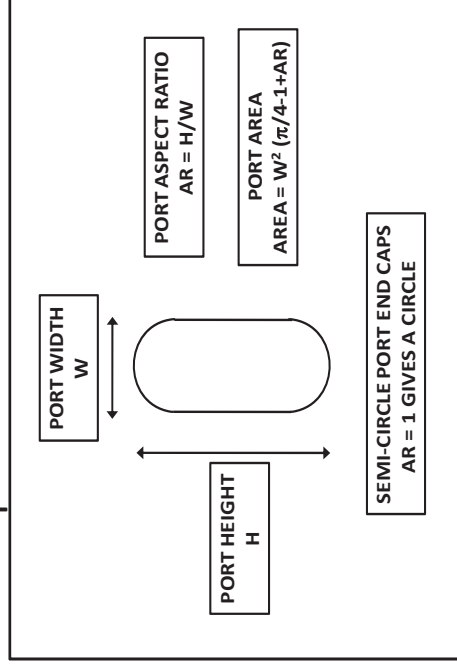 PORT WIDTH
W
PORT HEIGHT
H
PORT ASPECT RATIO
AR = H/W
PORT AREA
AREA = W² (π/4-1+AR)
SEMI-CIRCLE PORT END CAPS
AR = 1 GIVES A CIRCLE